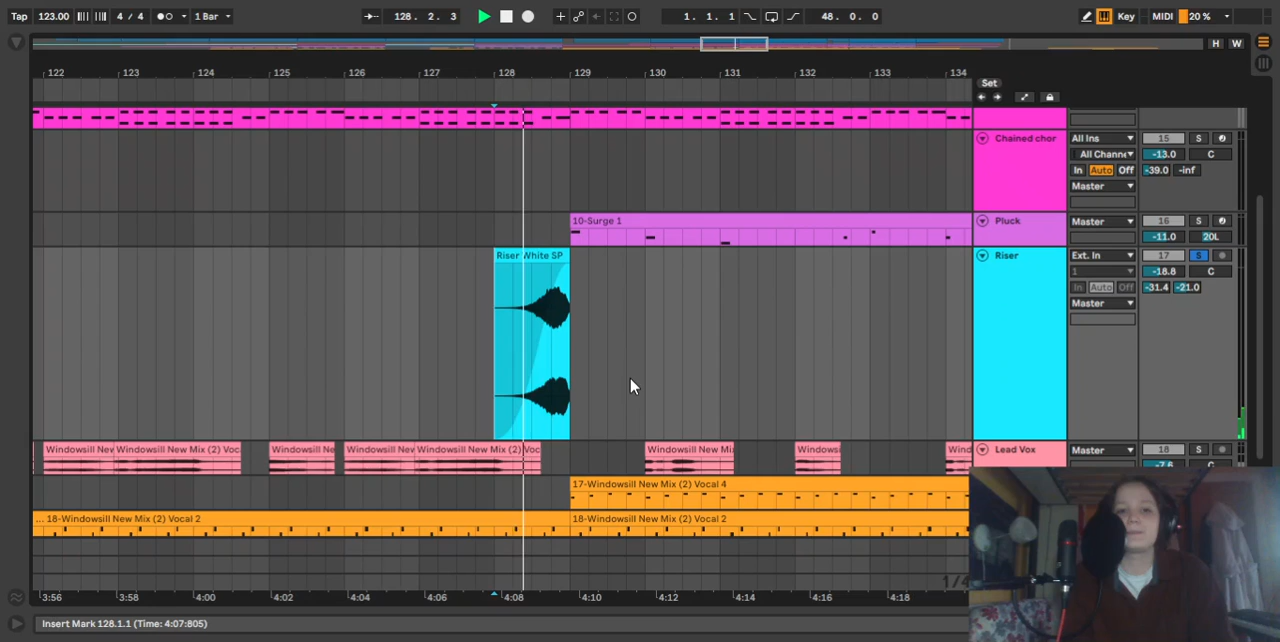 Tap 123.00 4 / 4 1 Bar 128. 2. 3 1. 1. 1 48. 0. 0 Key MIDI 20 %
H W
122 123 124 125 126 127 128 129 130 131 132 133 134
Set
Chained chor All Ins 15 S
All Channe -13.0 C
In Auto Off -39.0 -inf
Master
10-Surge 1 Pluck Master 16 S
-11.0 20L
Riser White SP Riser Ext. In 17 S
1 -18.8 C
In Auto Off -31.4 -21.0
Master
Windowsill New Windowsill New Mix (2) Voc Windowsill New Windowsill New Windowsill New Mix (2) Voc Windowsill New Mi Windows Wind Lead Vox Master 18 S
-7.6
17-Windowsill New Mix (2) Vocal 4
... 18-Windowsill New Mix (2) Vocal 2 18-Windowsill New Mix (2) Vocal 2
1/4
3:56 3:58 4:00 4:02 4:04 4:06 4:08 4:10 4:12 4:14 4:16 4:18
Insert Mark 128.1.1 (Time: 4:07:805)